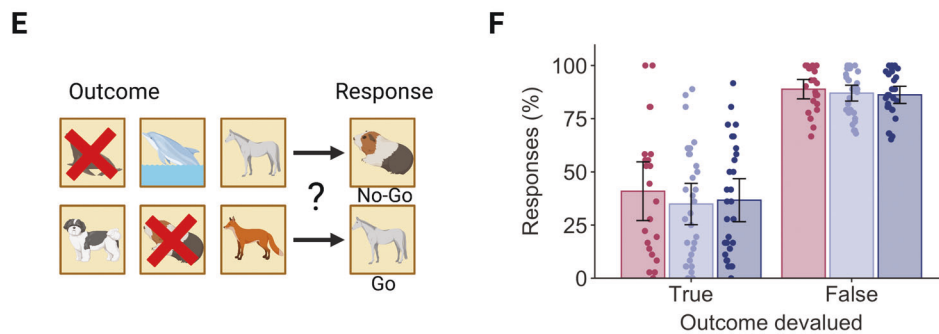 E
Outcome
Response
No-Go
?
Go
F
Responses (%)
100
75
50
25
0
True
False
Outcome devalued